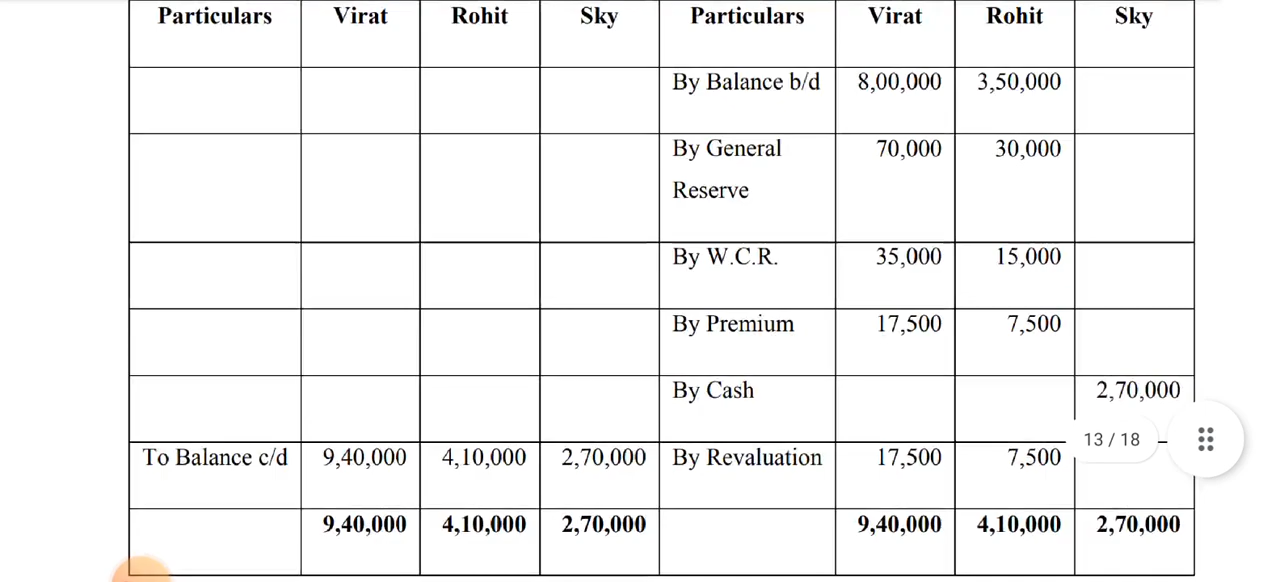 Particulars Virat Rohit Sky Particulars Virat Rohit Sky
By Balance b/d 8,00,000 3,50,000
By General 70,000 30,000
Reserve
By W.C.R. 35,000 15,000
By Premium 17,500 7,500
By Cash 2,70,000
13 / 18
To Balance c/d 9,40,000 4,10,000 2,70,000 By Revaluation 17,500 7,500
9,40,000 4,10,000 2,70,000 9,40,000 4,10,000 2,70,000